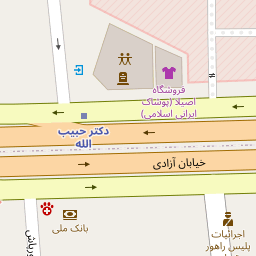 فروشگاه
اصیلا (پوشاک
ایرانی اسلامی)
دکتر حبیب
الله
خیابان آزادی
بانک ملی
اجرائیات
پلیس راهور